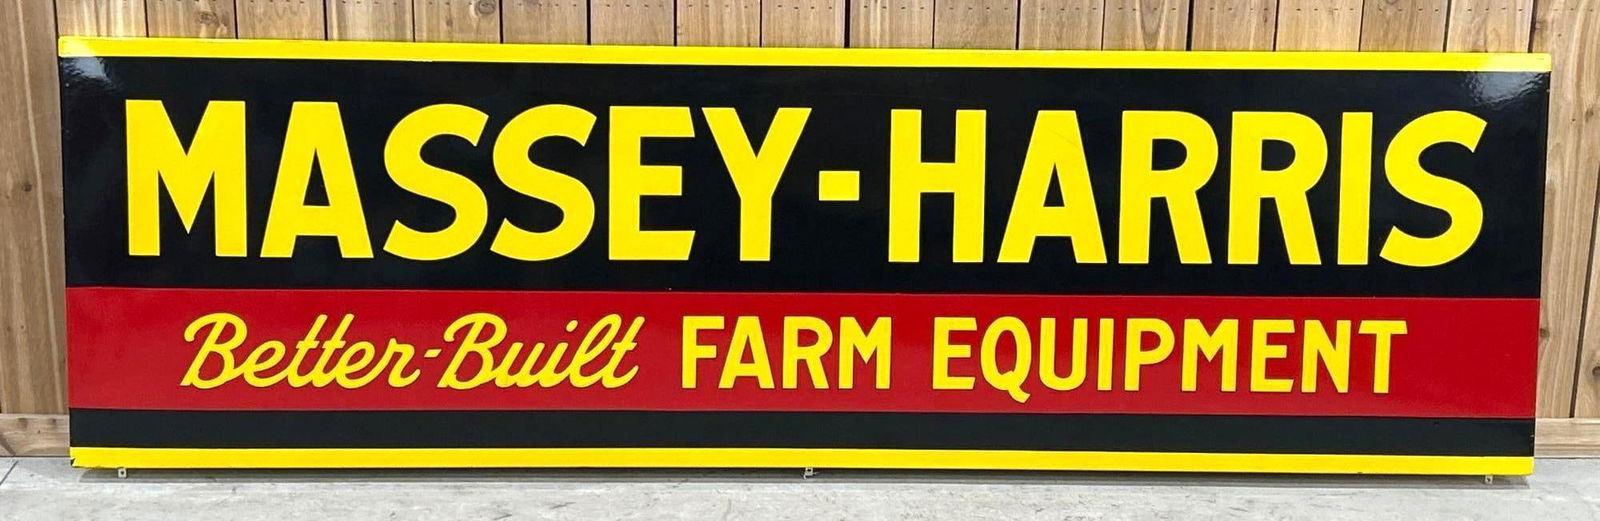 MASSEY-HARRIS
Better-Built FARM EQUIPMENT